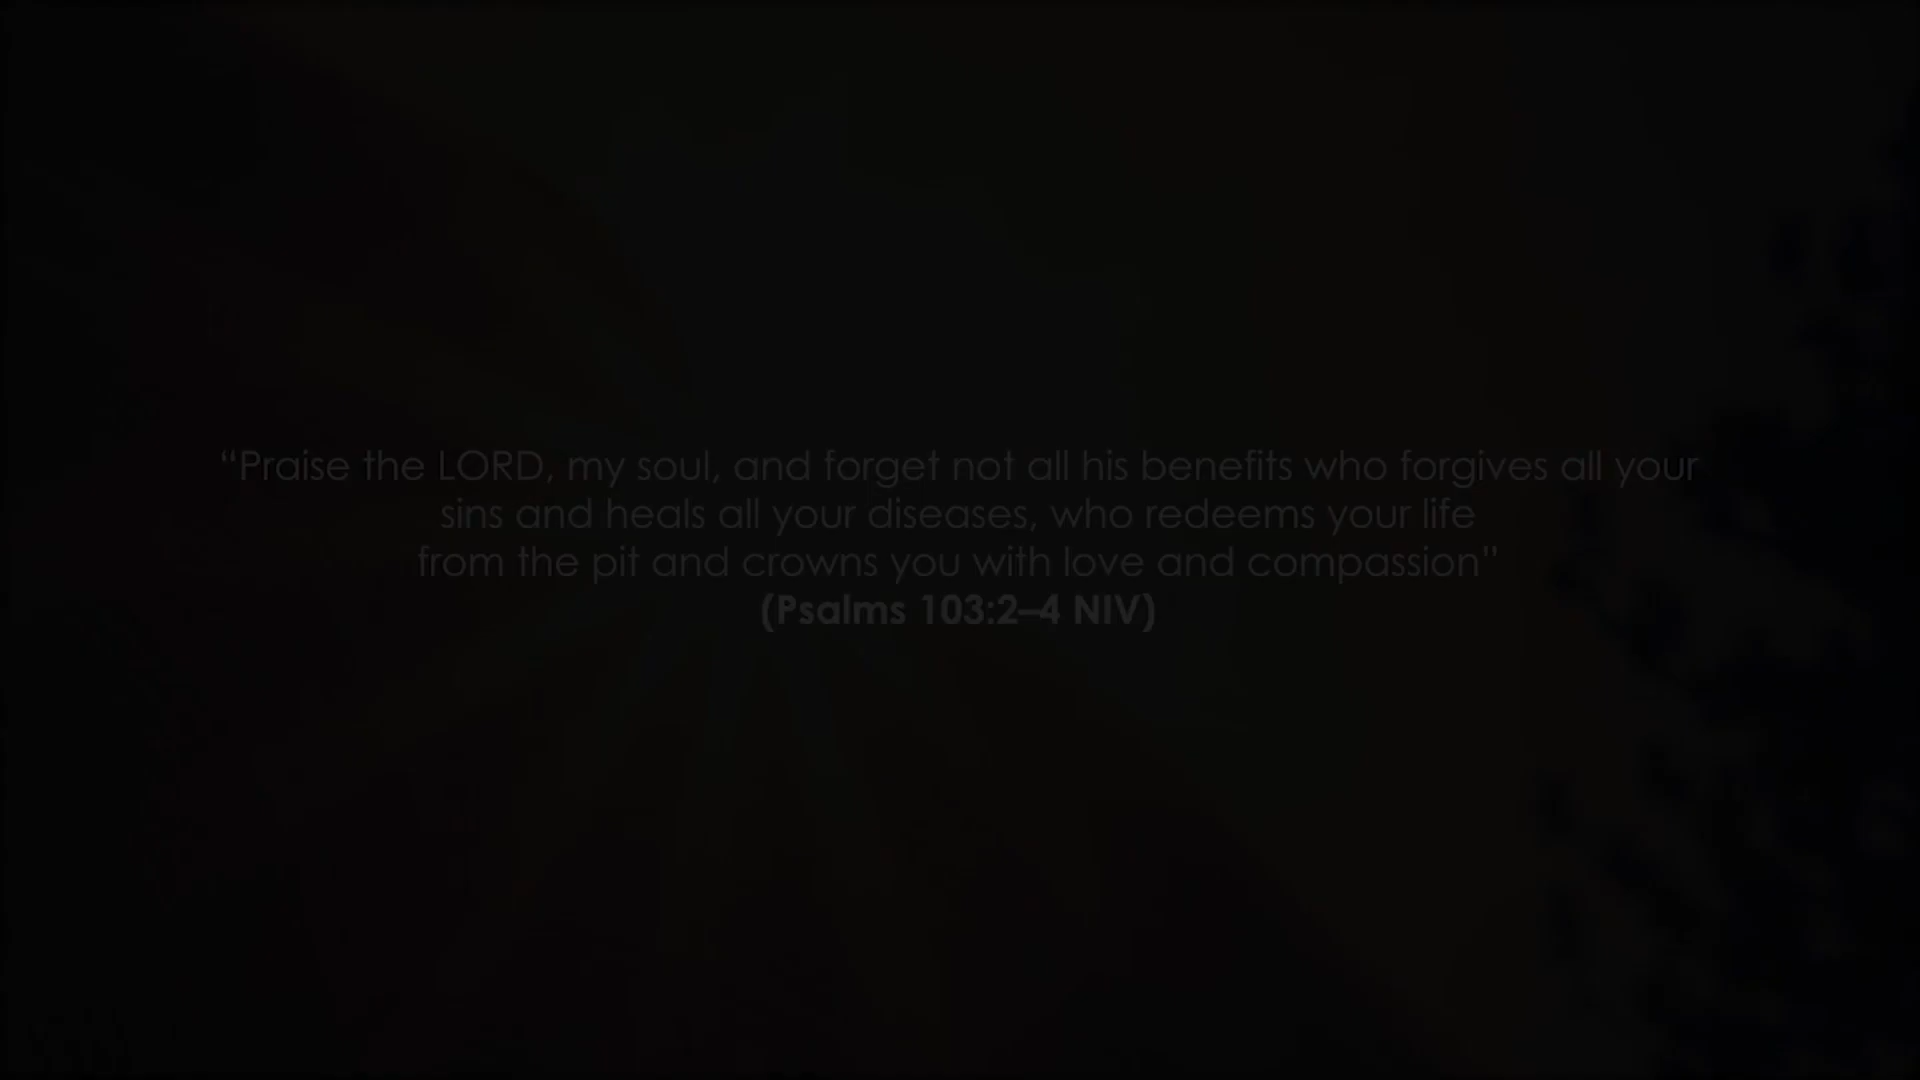 “Praise the LORD, my soul, and forget not all his benefits who forgives all your
sins and heals all your diseases, who redeems your life
from the pit and crowns you with love and compassion"
(Psalms 103:2–4 NIV)